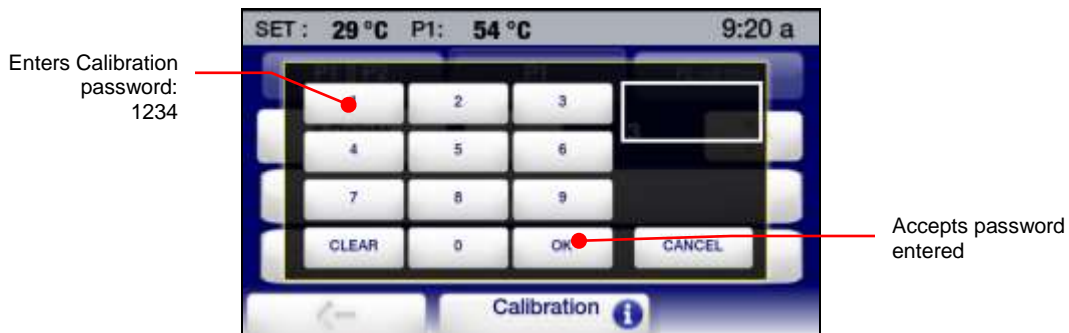 SET : 29 °C P1: 54 °C 9:20 a
Enters Calibration
password:
1234
1 2 3
4 5 6
7 8 9
CLEAR 0 OK CANCEL
Accepts password
entered
Calibration i